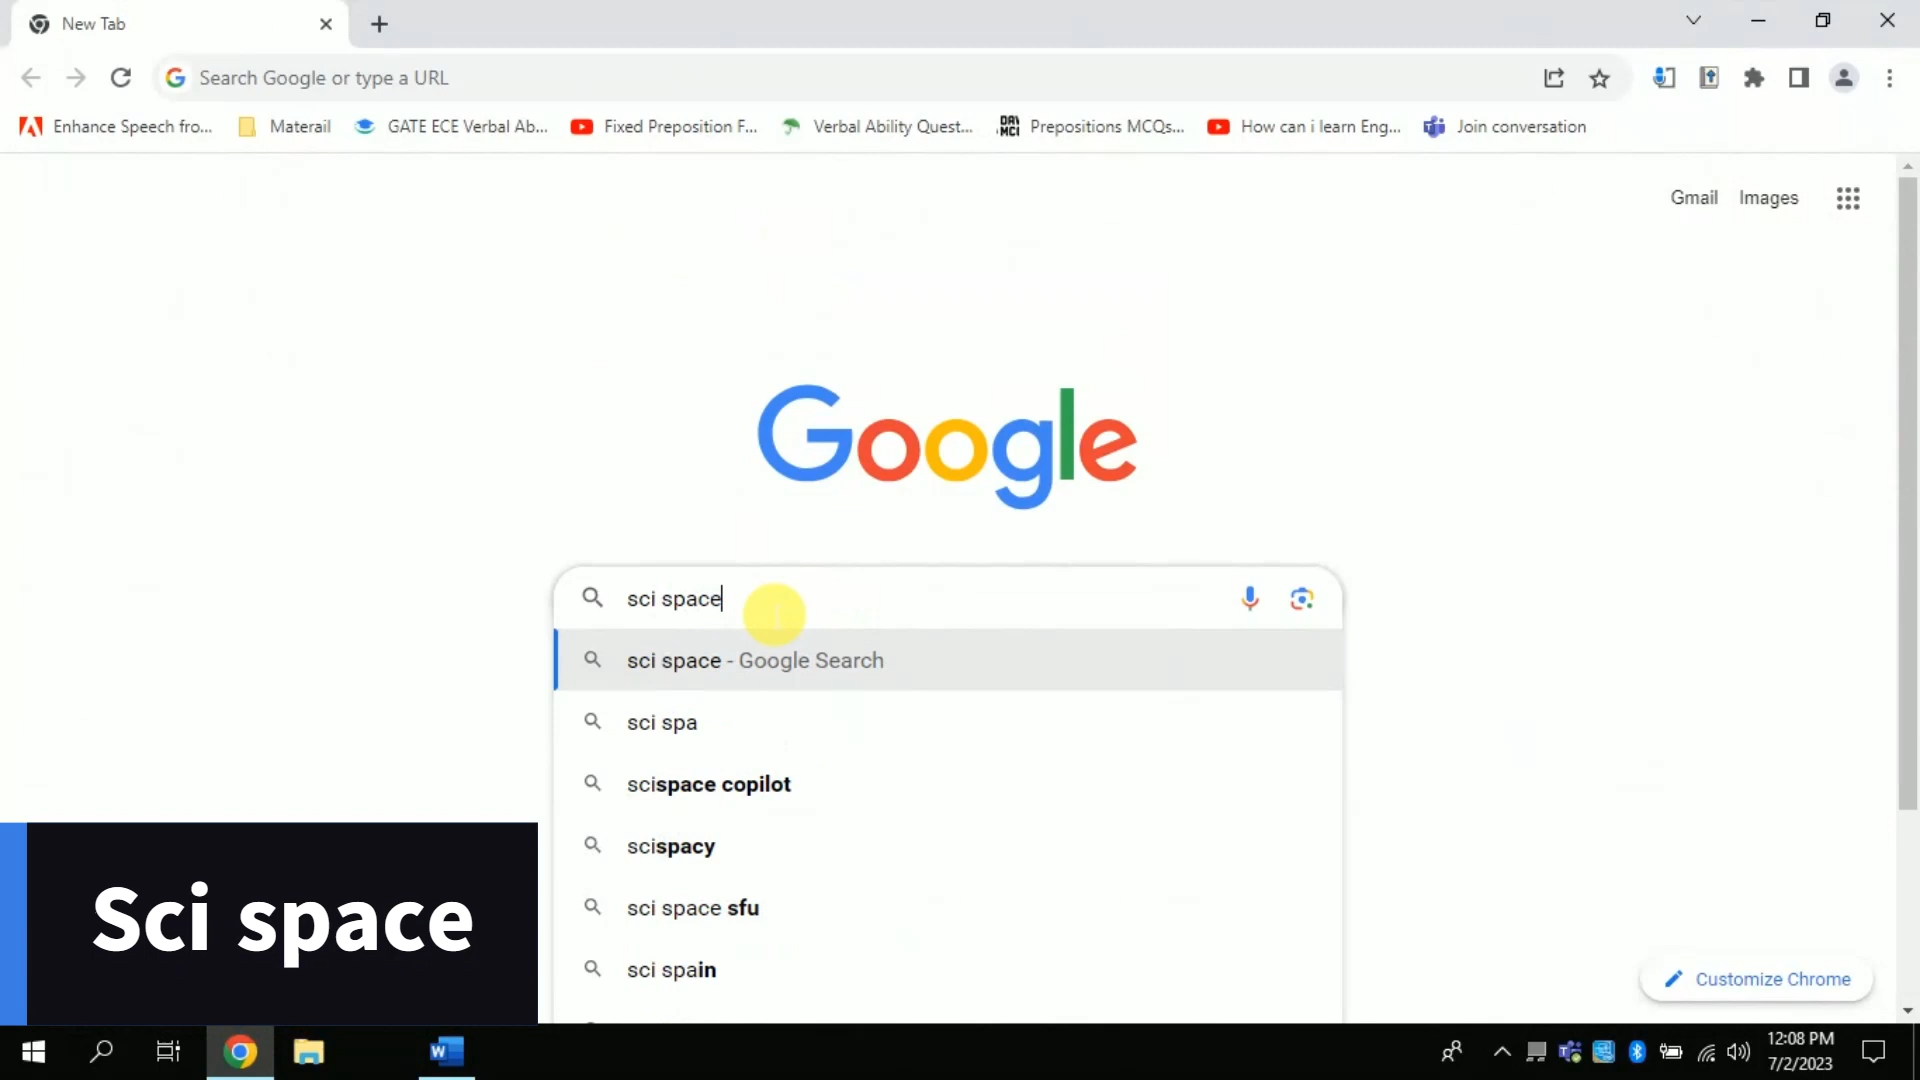 New Tab
Search Google or type a URL
Enhance Speech fro...
Materail
GATE ECE Verbal Ab...
Fixed Preposition F...
Verbal Ability Quest...
Prepositions MCQs...
How can i learn Eng...
Join conversation
Gmail Images
Google
sci space
sci space - Google Search
sci spa
scispace copilot
scispacy
sci space sfu
sci spain
Sci space
Customize Chrome
12:08 PM
7/2/2023